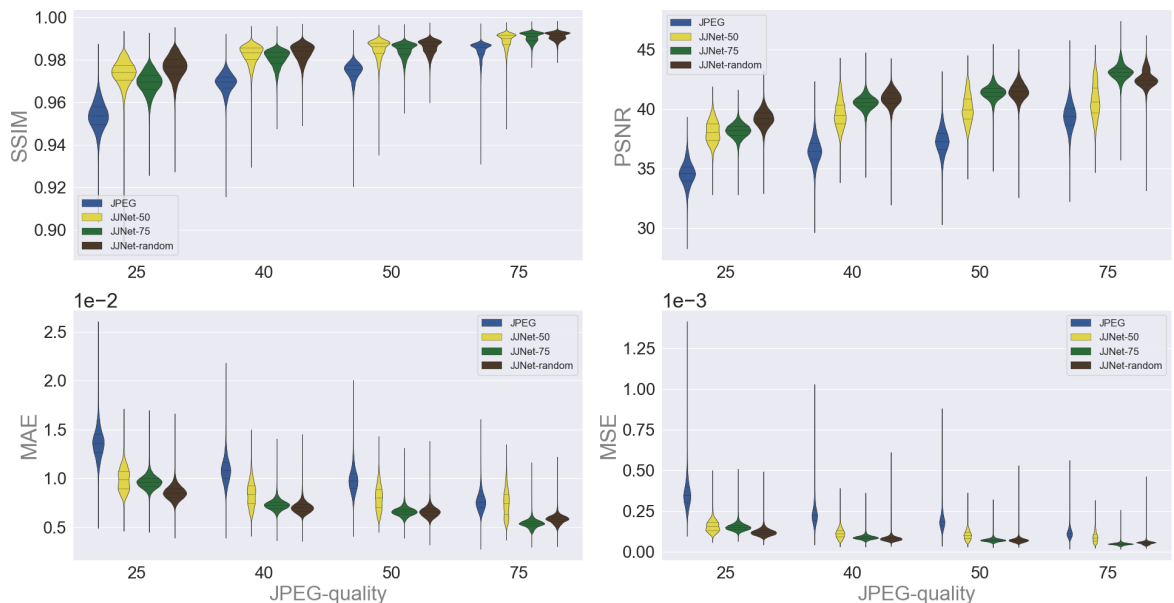 1.00
0.98
0.96
0.94
0.92
0.90
SSIM
JPEG
JJNet-50
JJNet-75
JJNet-random
25 40 50 75
45
40
35
30
PSNR
JPEG
JJNet-50
JJNet-75
JJNet-random
25 40 50 75
1e−2
2.5
2.0
1.5
1.0
0.5
MAE
JPEG
JJNet-50
JJNet-75
JJNet-random
25 40 50 75
JPEG-quality
1e−3
1.25
1.00
0.75
0.50
0.25
0.00
MSE
JPEG
JJNet-50
JJNet-75
JJNet-random
25 40 50 75
JPEG-quality